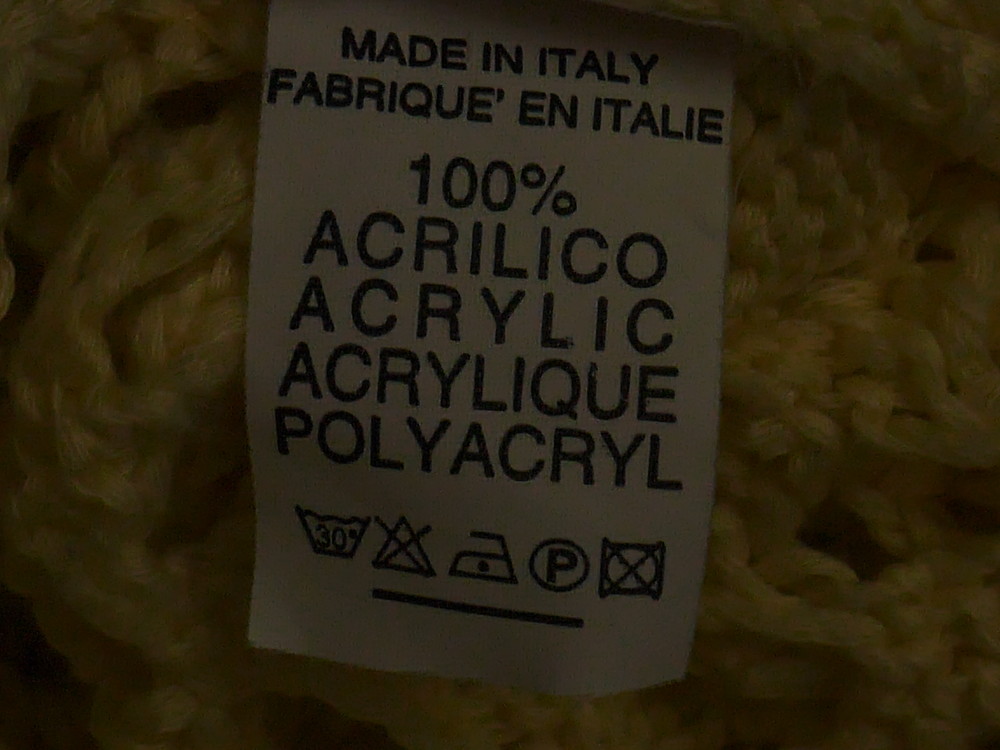 MADE IN ITALY
FABRIQUE' EN ITALIE
100%
ACRILICO
ACRYLIC
ACRYLIQUE
POLYACRYL
30° P